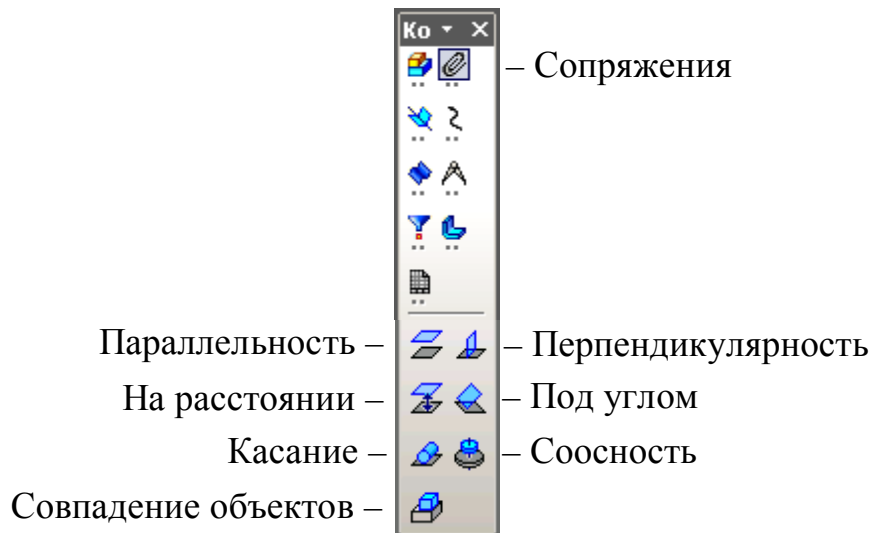 Ко
– Сопряжения
Параллельность –
– Перпендикулярность
На расстоянии –
– Под углом
Касание –
– Соосность
Совпадение объектов –